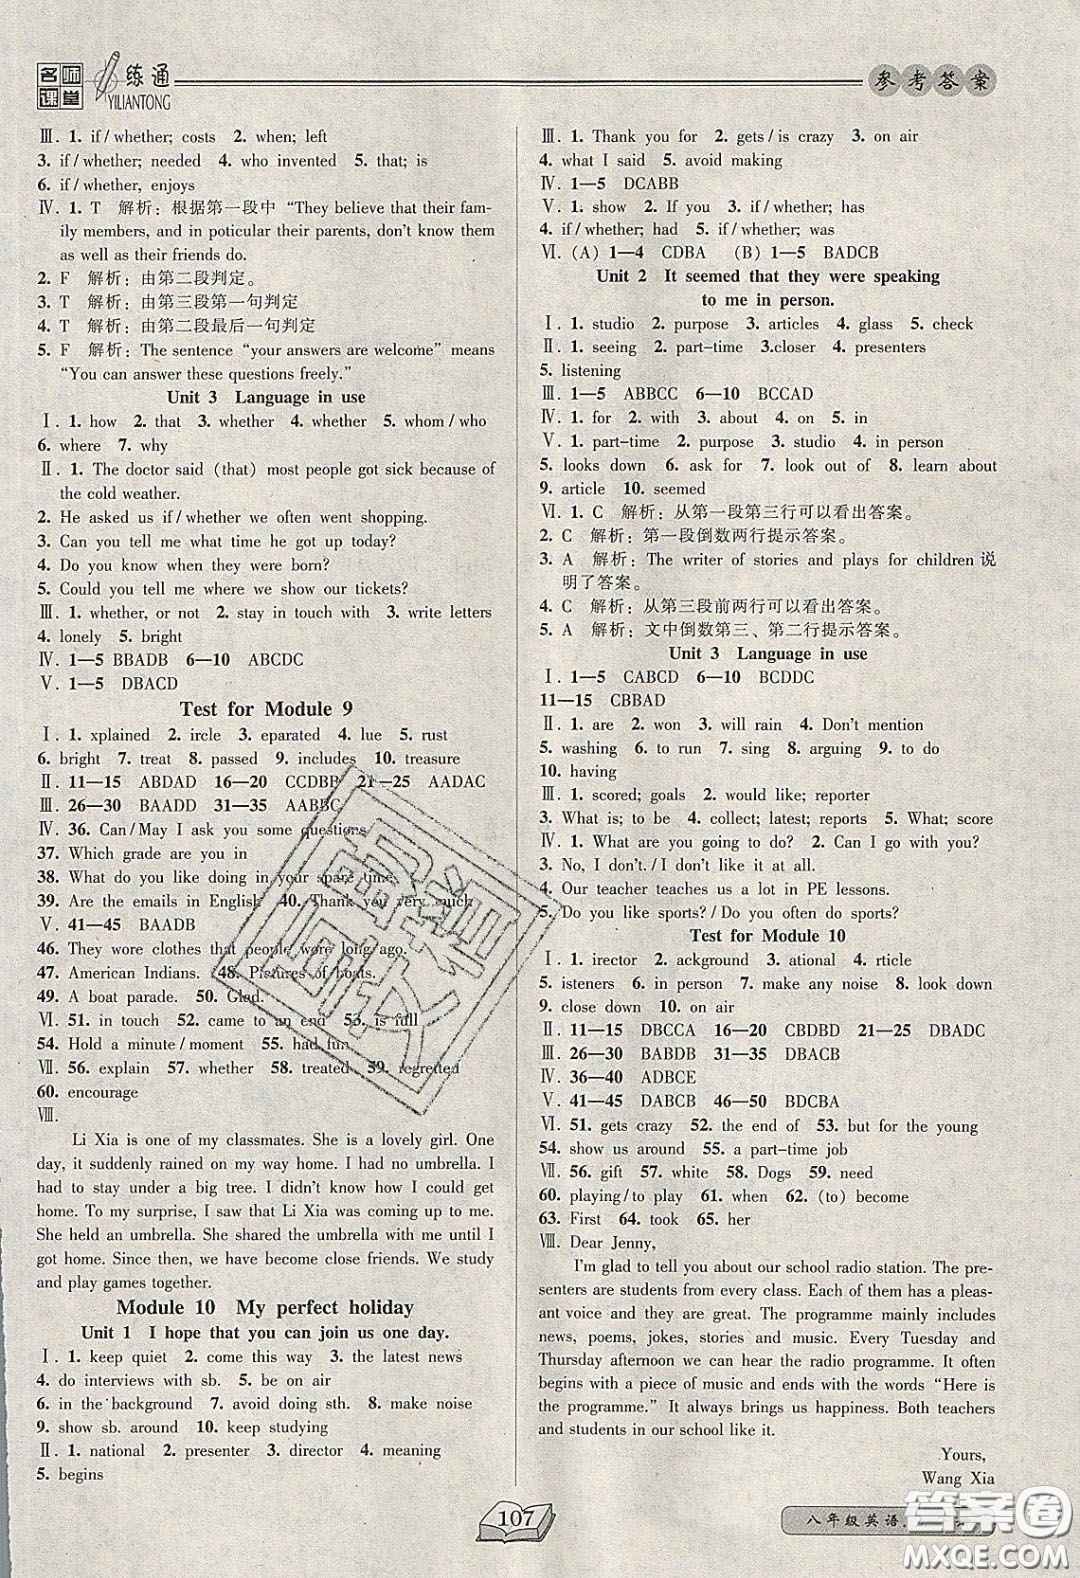 名师课堂 一练通 YILIANTONG
参考答案
Ⅲ. 1. if/whether; costs 2. when; left
3. if/whether; needed 4. who invented 5. that; is
6. if/whether, enjoys
Ⅳ. 1. T 解析：根据第一段中 “They believe that their fam-
ily members, and in poticular their parents, don't know them
as well as their friends do.
2. F 解析：由第二段判定。
3. T 解析：由第三段第一句判定
4. T 解析：由第二段最后一句判定
5. F 解析：The sentence “your answers are welcome” means
“You can answer these questions freely.”
Unit 3 Language in use
Ⅰ. 1. how 2. that 3. whether 4. whether 5. whom/who
6. where 7. why
Ⅱ. 1. The doctor said (that) most people got sick because of
the cold weather.
2. He asked us if/whether we often went shopping.
3. Can you tell me what time he got up today?
4. Do you know when they were born?
5. Could you tell me where we show our tickets?
Ⅲ. 1. whether, or not 2. stay in touch with 3. write letters
4. lonely 5. bright
Ⅳ. 1—5 BBADB 6—10 ABCDC
Ⅴ. 1—5 DBACD
Test for Module 9
Ⅰ. 1. xplained 2. ircle 3. eparated 4. lue 5. rust
6. bright 7. treat 8. passed 9. includes 10. treasure
Ⅱ. 11—15 ABDAD 16—20 CCDBB 21—25 AADAC
Ⅲ. 26—30 BAADD 31—35 AABBC
Ⅳ. 36. Can/May I ask you some questions
37. Which grade are you in
38. What do you like doing in your spare time
39. Are the emails in English 40. Thank you very much
Ⅴ. 41—45 BAADB
46. They wore clothes that people wore long ago.
47. American Indians. 48. Pictures of boats.
49. A boat parade. 50. Glad.
Ⅵ. 51. in touch 52. came to an end 53. is full
54. Hold a minute/moment 55. had fun
Ⅶ. 56. explain 57. whether 58. treated 59. regretted
60. encourage
Ⅷ.
Li Xia is one of my classmates. She is a lovely girl. One
day, it suddenly rained on my way home. I had no umbrella. I
had to stay under a big tree. I didn't know how I could get
home. To my surprise, I saw that Li Xia was coming up to me.
She held an umbrella. She shared the umbrella with me until I
got home. Since then, we have become close friends. We study
and play games together.
Module 10 My perfect holiday
Unit 1 I hope that you can join us one day.
Ⅰ. 1. keep quiet 2. come this way 3. the latest news
4. do interviews with sb. 5. be on air
6. in the background 7. avoid doing sth. 8. make noise
9. show sb. around 10. keep studying
Ⅱ. 1. national 2. presenter 3. director 4. meaning
5. begins
Ⅲ. 1. Thank you for 2. gets/is crazy 3. on air
4. what I said 5. avoid making
Ⅳ. 1—5 DCABB
Ⅴ. 1. show 2. If you 3. if/whether; has
4. if/whether; had 5. if/whether; was
Ⅵ. (A) 1—4 CDBA (B) 1—5 BADCB
Unit 2 It seemed that they were speaking
to me in person.
Ⅰ. 1. studio 2. purpose 3. articles 4. glass 5. check
Ⅱ. 1. seeing 2. part-time 3.closer 4. presenters
5. listening
Ⅲ. 1—5 ABBCC 6—10 BCCAD
Ⅳ. 1. for 2. with 3. about 4. on 5. in
Ⅴ. 1. part-time 2. purpose 3. studio 4. in person
5. looks down 6. ask for 7. look out of 8. learn about
9. article 10. seemed
Ⅵ. 1. C 解析：从第一段第三行可以看出答案。
2. C 解析：第一段倒数两行提示答案。
3. A 解析：The writer of stories and plays for children 说
明了答案。
4. C 解析：从第三段前两行可以看出答案。
5. A 解析：文中倒数第三、第二行提示答案。
Unit 3 Language in use
Ⅰ. 1—5 CABCD 6—10 BCDDC
11—15 CBBAD
Ⅱ. 1. are 2. won 3. will rain 4. Don't mention
5. washing 6. to run 7. sing 8. arguing 9. to do
10. having
Ⅲ. 1. scored; goals 2. would like; reporter
3. What is; to be 4. collect; latest; reports 5. What; score
Ⅳ. 1. What are you going to do? 2. Can I go with you?
3. No, I don't./I don't like it at all.
4. Our teacher teaches us a lot in PE lessons.
5. Do you like sports?/Do you often do sports?
Test for Module 10
Ⅰ. 1. irector 2. ackground 3. ational 4. rticle
5. isteners 6. in person 7. make any noise 8. look down
9. close down 10. on air
Ⅱ. 11—15 DBCCA 16—20 CBDBD 21—25 DBADC
Ⅲ. 26—30 BABDB 31—35 DBACB
Ⅳ. 36—40 ADBCE
Ⅴ. 41—45 DABCB 46—50 BDCBA
Ⅵ. 51. gets crazy 52. the end of 53. but for the young
54. show us around 55. a part-time job
Ⅶ. 56. gift 57. white 58. Dogs 59. need
60. playing/to play 61. when 62. (to) become
63. First 64. took 65. her
Ⅷ. Dear Jenny,
I'm glad to tell you about our school radio station. The pre-
senters are students from every class. Each of them has a pleas-
ant voice and they are great. The programme mainly includes
news, poems, jokes, stories and music. Every Tuesday and
Thursday afternoon we can hear the radio programme. It often
begins with a piece of music and ends with the words “Here is
the programme.” It always brings us happiness. Both teachers
and students in our school like it.
Yours,
Wang Xia
107
八年级英语
答案圈
MXQE.COM